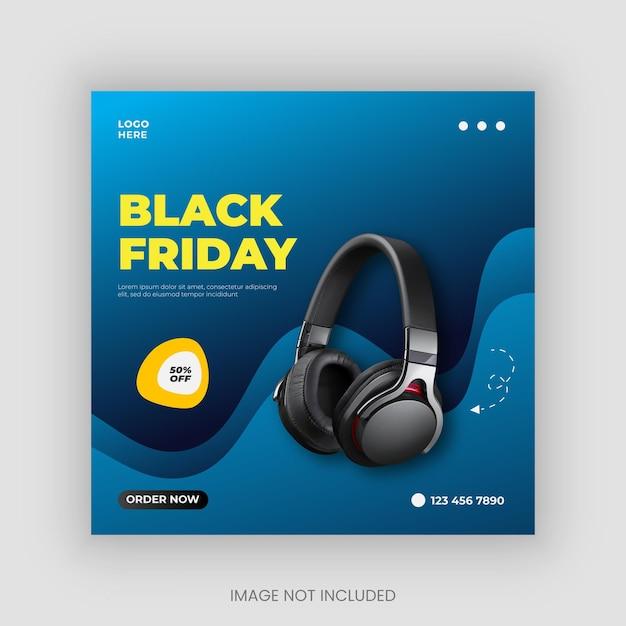 LOGO
HERE
BLACK
FRIDAY
Lorem ipsum dolor sit amet, consectetur adipiscing
elit, sed do eiusmod tempor incididunt
50%
OFF
ORDER NOW
123 456 7890
IMAGE NOT INCLUDED